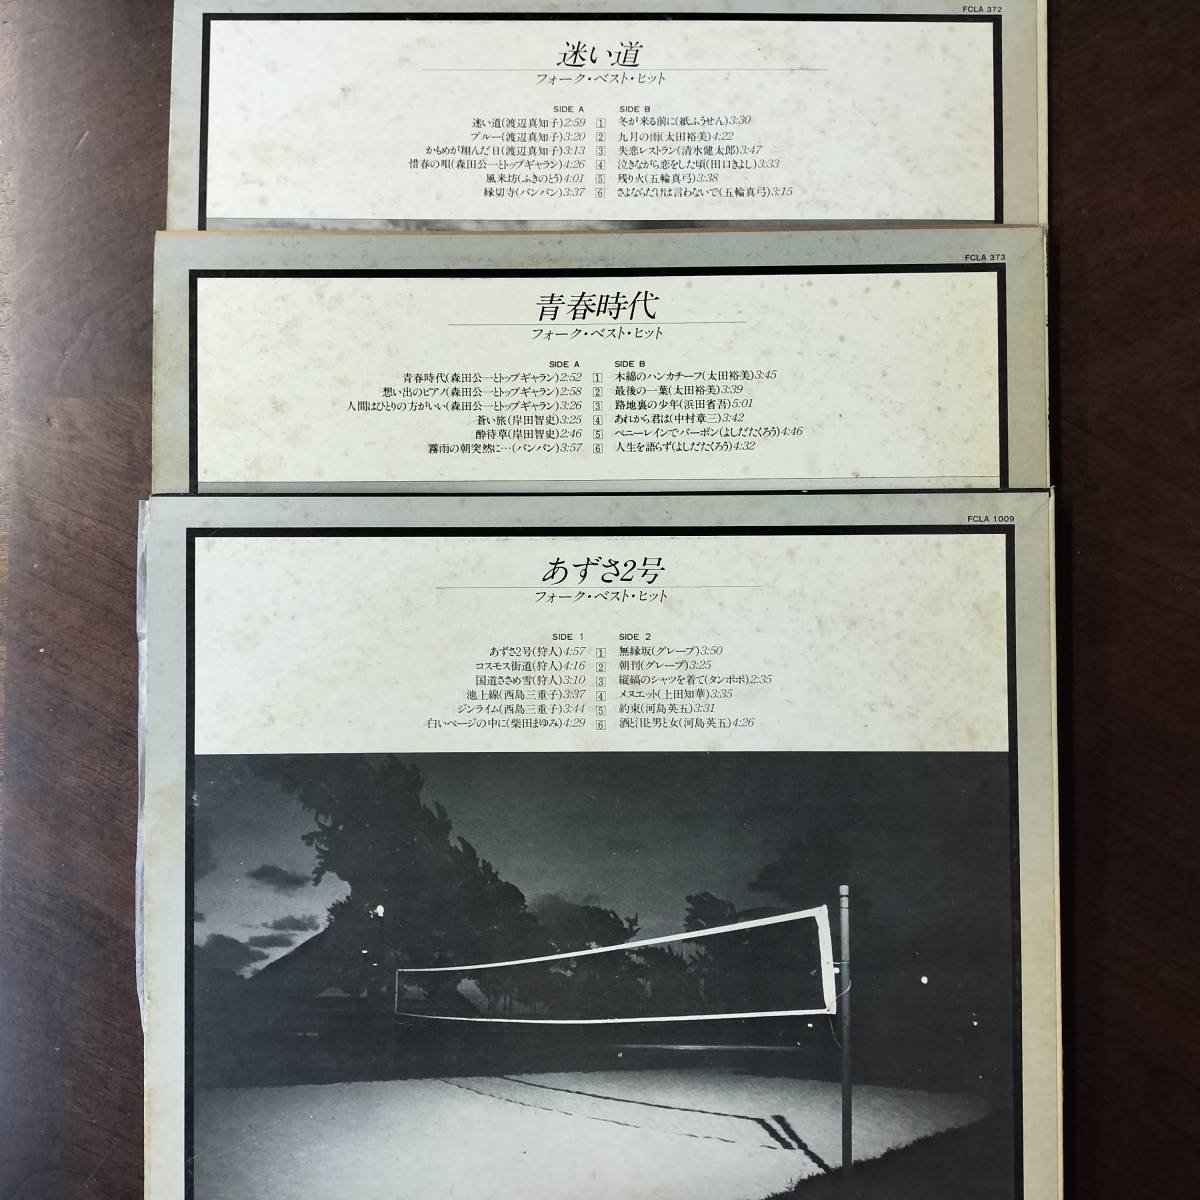 FCLA 372
迷い道
フォーク・ベスト・ヒット
SIDE A SIDE B
迷い道(渡辺真知子)2:59 1 冬が来る前に(紙ふうせん)3:30
ブルー(渡辺真知子)3:20 2 九月の雨(太田裕美)4:22
かもめが翔んだ日(渡辺真知子)3:13 3 失恋レストラン(清水健太郎)3:47
惜春の唄(森田公一とトップギャラン)4:26 4 泣きながら恋をした頃(田口きよし)3:33
風来坊(ふきのとう)4:01 5 残り火(五輪真弓)3:38
縁切寺(バンバン)3:37 6 さよならだけは言わないで(五輪真弓)3:15
FCLA 373
青春時代
フォーク・ベスト・ヒット
SIDE A SIDE B
青春時代(森田公一とトップギャラン)2:52 1 木綿のハンカチーフ(太田裕美)3:45
想い出のピアノ(森田公一とトップギャラン)2:58 2 最後の一葉(太田裕美)3:39
人間はひとりの方がいい(森田公一とトップギャラン)3:26 3 路地裏の少年(浜田省吾)5:01
蒼い旅(岸田智史)3:25 4 あれから君は(中村章三)3:42
酔待草(岸田智史)2:46 5 ペニーレインでバーボン(よしだたくろう)4:46
霧雨の朝突然に…(バンバン)3:57 6 人生を語らず(よしだたくろう)4:32
FCLA 1009
あずさ2号
フォーク・ベスト・ヒット
SIDE 1 SIDE 2
あずさ2号(狩人)4:57 1 無縁坂(グレープ)3:50
コスモス街道(狩人)4:16 2 朝刊(グレープ)3:25
国道ささめ雪(狩人)3:10 3 縦縞のシャツを着て(タンポポ)2:35
池上線(西島三重子)3:37 4 メヌエット(上田知華)3:35
ジンライム(西島三重子)3:44 5 約束(河島英五)3:31
白いページの中に(柴田まゆみ)4:29 6 酒と泪と男と女(河島英五)4:26